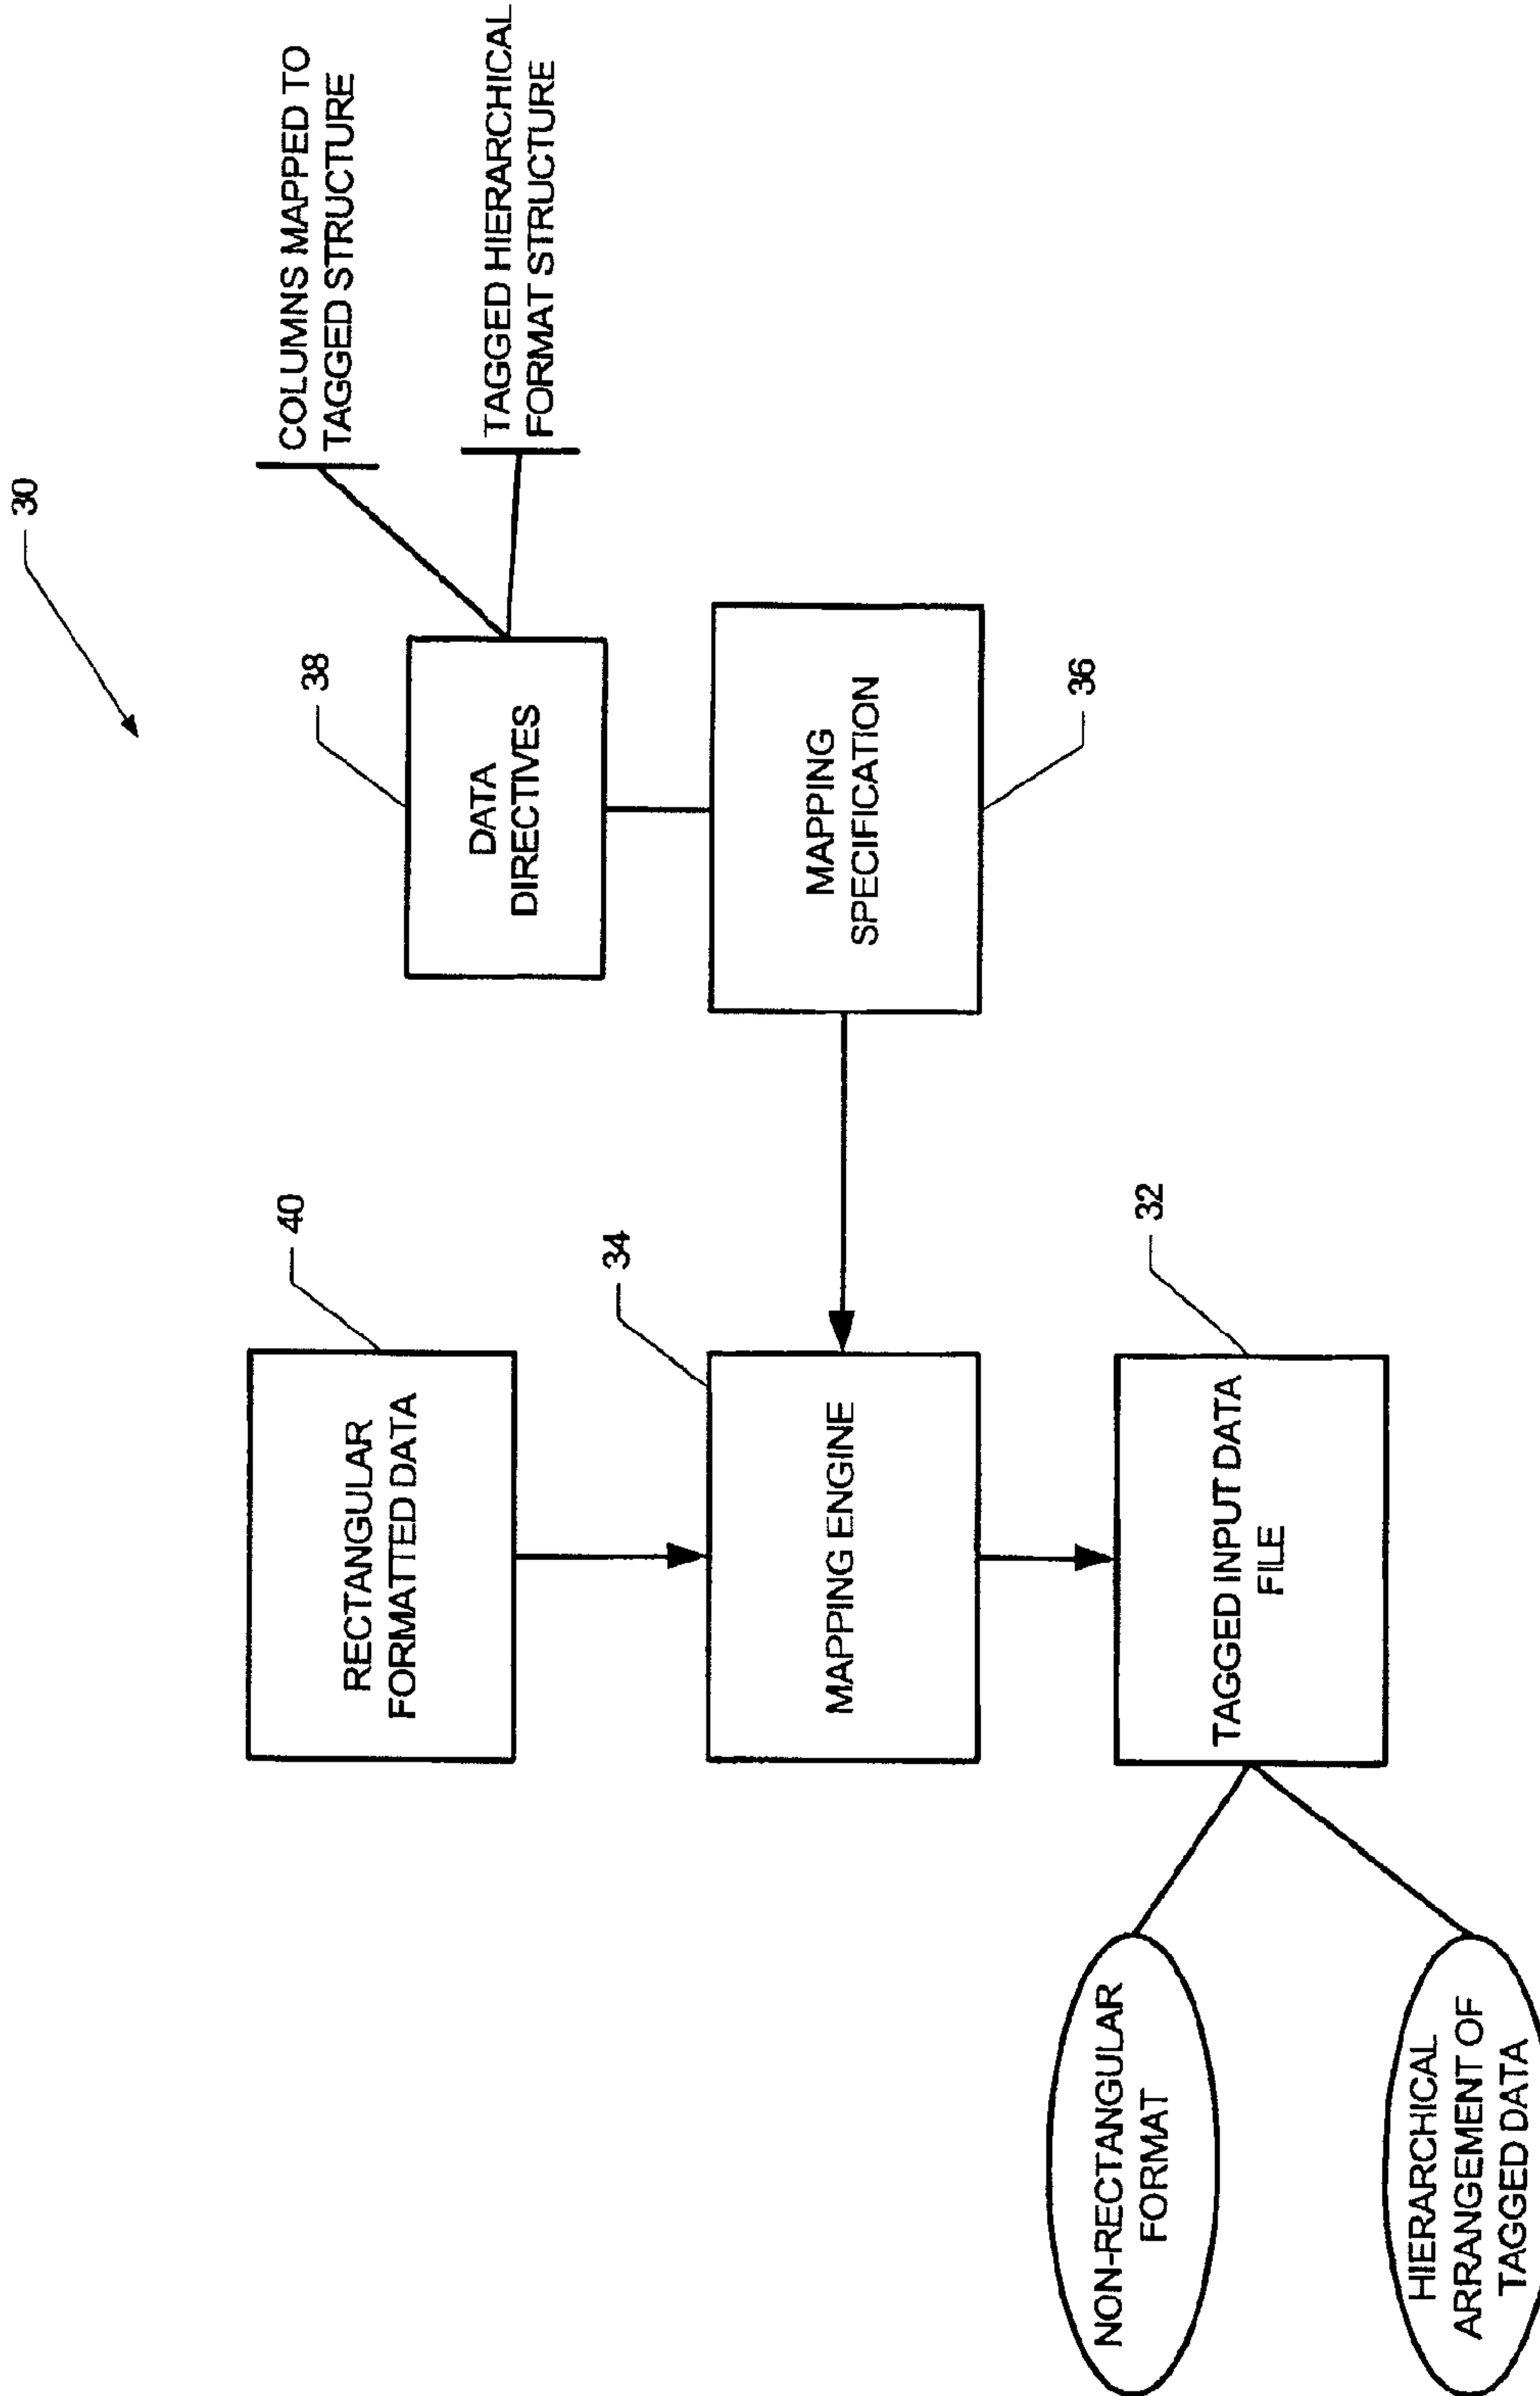 30
COLUMNS MAPPED TO
TAGGED STRUCTURE
TAGGED HIERARCHICAL
FORMAT STRUCTURE
38
DATA
DIRECTIVES
MAPPING
SPECIFICATION
36
40
RECTANGULAR
FORMATTED DATA
34
MAPPING ENGINE
32
TAGGED INPUT DATA
FILE
NON-RECTANGULAR
FORMAT
HIERARCHICAL
ARRANGEMENT OF
TAGGED DATA